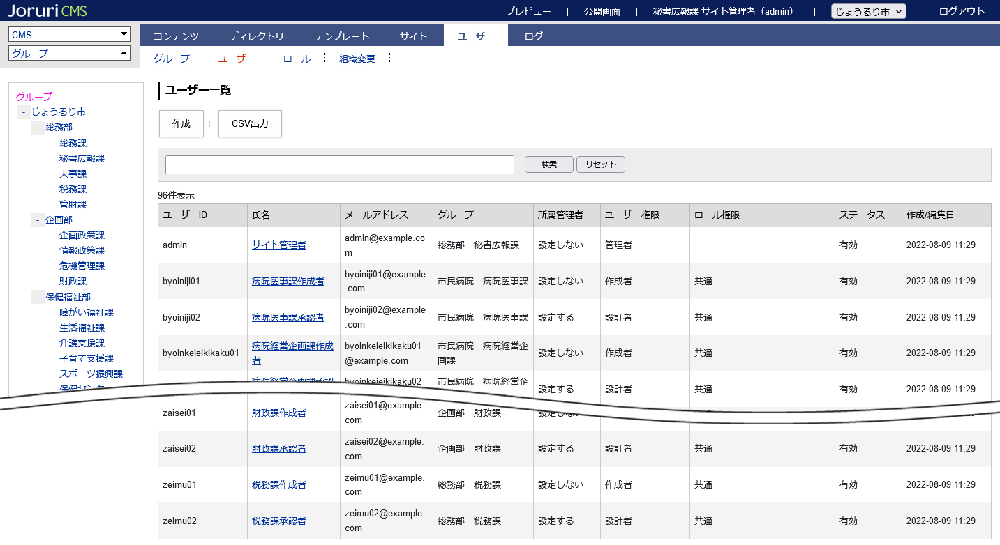 Joruri CMS
プレビュー | 公開画面 | 秘書広報課 サイト管理者（admin） | じょうるり市 | ログアウト
CMS
グループ
コンテンツ ディレクトリ テンプレート サイト ユーザー ログ
グループ ユーザー ロール 組織変更
グループ
- じょうるり市
- 総務部
総務課
秘書広報課
人事課
税務課
管財課
- 企画部
企画政策課
情報政策課
危機管理課
財政課
- 保健福祉部
障がい福祉課
生活福祉課
介護支援課
子育て支援課
スポーツ振興課
ユーザー一覧
作成 CSV出力
検索 リセット
96件表示
ユーザーID 氏名 メールアドレス グループ 所属管理者 ユーザー権限 ロール権限 ステータス 作成/編集日
admin サイト管理者 admin@example.co
m 総務部　秘書広報課 設定しない 管理者 有効 2022-08-09 11:29
byoiniji01 病院医事課作成者 byoiniji01@example
.com 市民病院　病院医事課 設定しない 作成者 共通 有効 2022-08-09 11:29
byoiniji02 病院医事課承認者 byoiniji02@example
.com 市民病院　病院医事課 設定する 設計者 共通 有効 2022-08-09 11:29
byoinkeieikikaku01 病院経営企画課作成 byoinkeieikikaku01 市民病院　病院経営企
者 @example.com 画課 設定しない 作成者 共通 有効 2022-08-09 11:29
病院経営企画課承認 byoinkeieikikaku02 市民病院　病院経営企
設定する 設計者 共通 有効 2022-08-09 11:29
zaisei01 財政課作成者 zaisei01@example.
com 企画部　財政課 設定しない
zaisei02 財政課承認者 zaisei02@example.
com 企画部　財政課 設定する 設計者 共通 有効 2022-08-09 11:29
zeimu01 税務課作成者 zeimu01@example.
com 総務部　税務課 設定しない 作成者 共通 有効 2022-08-09 11:29
zeimu02 税務課承認者 zeimu02@example.
com 総務部　税務課 設定する 設計者 共通 有効 2022-08-09 11:29